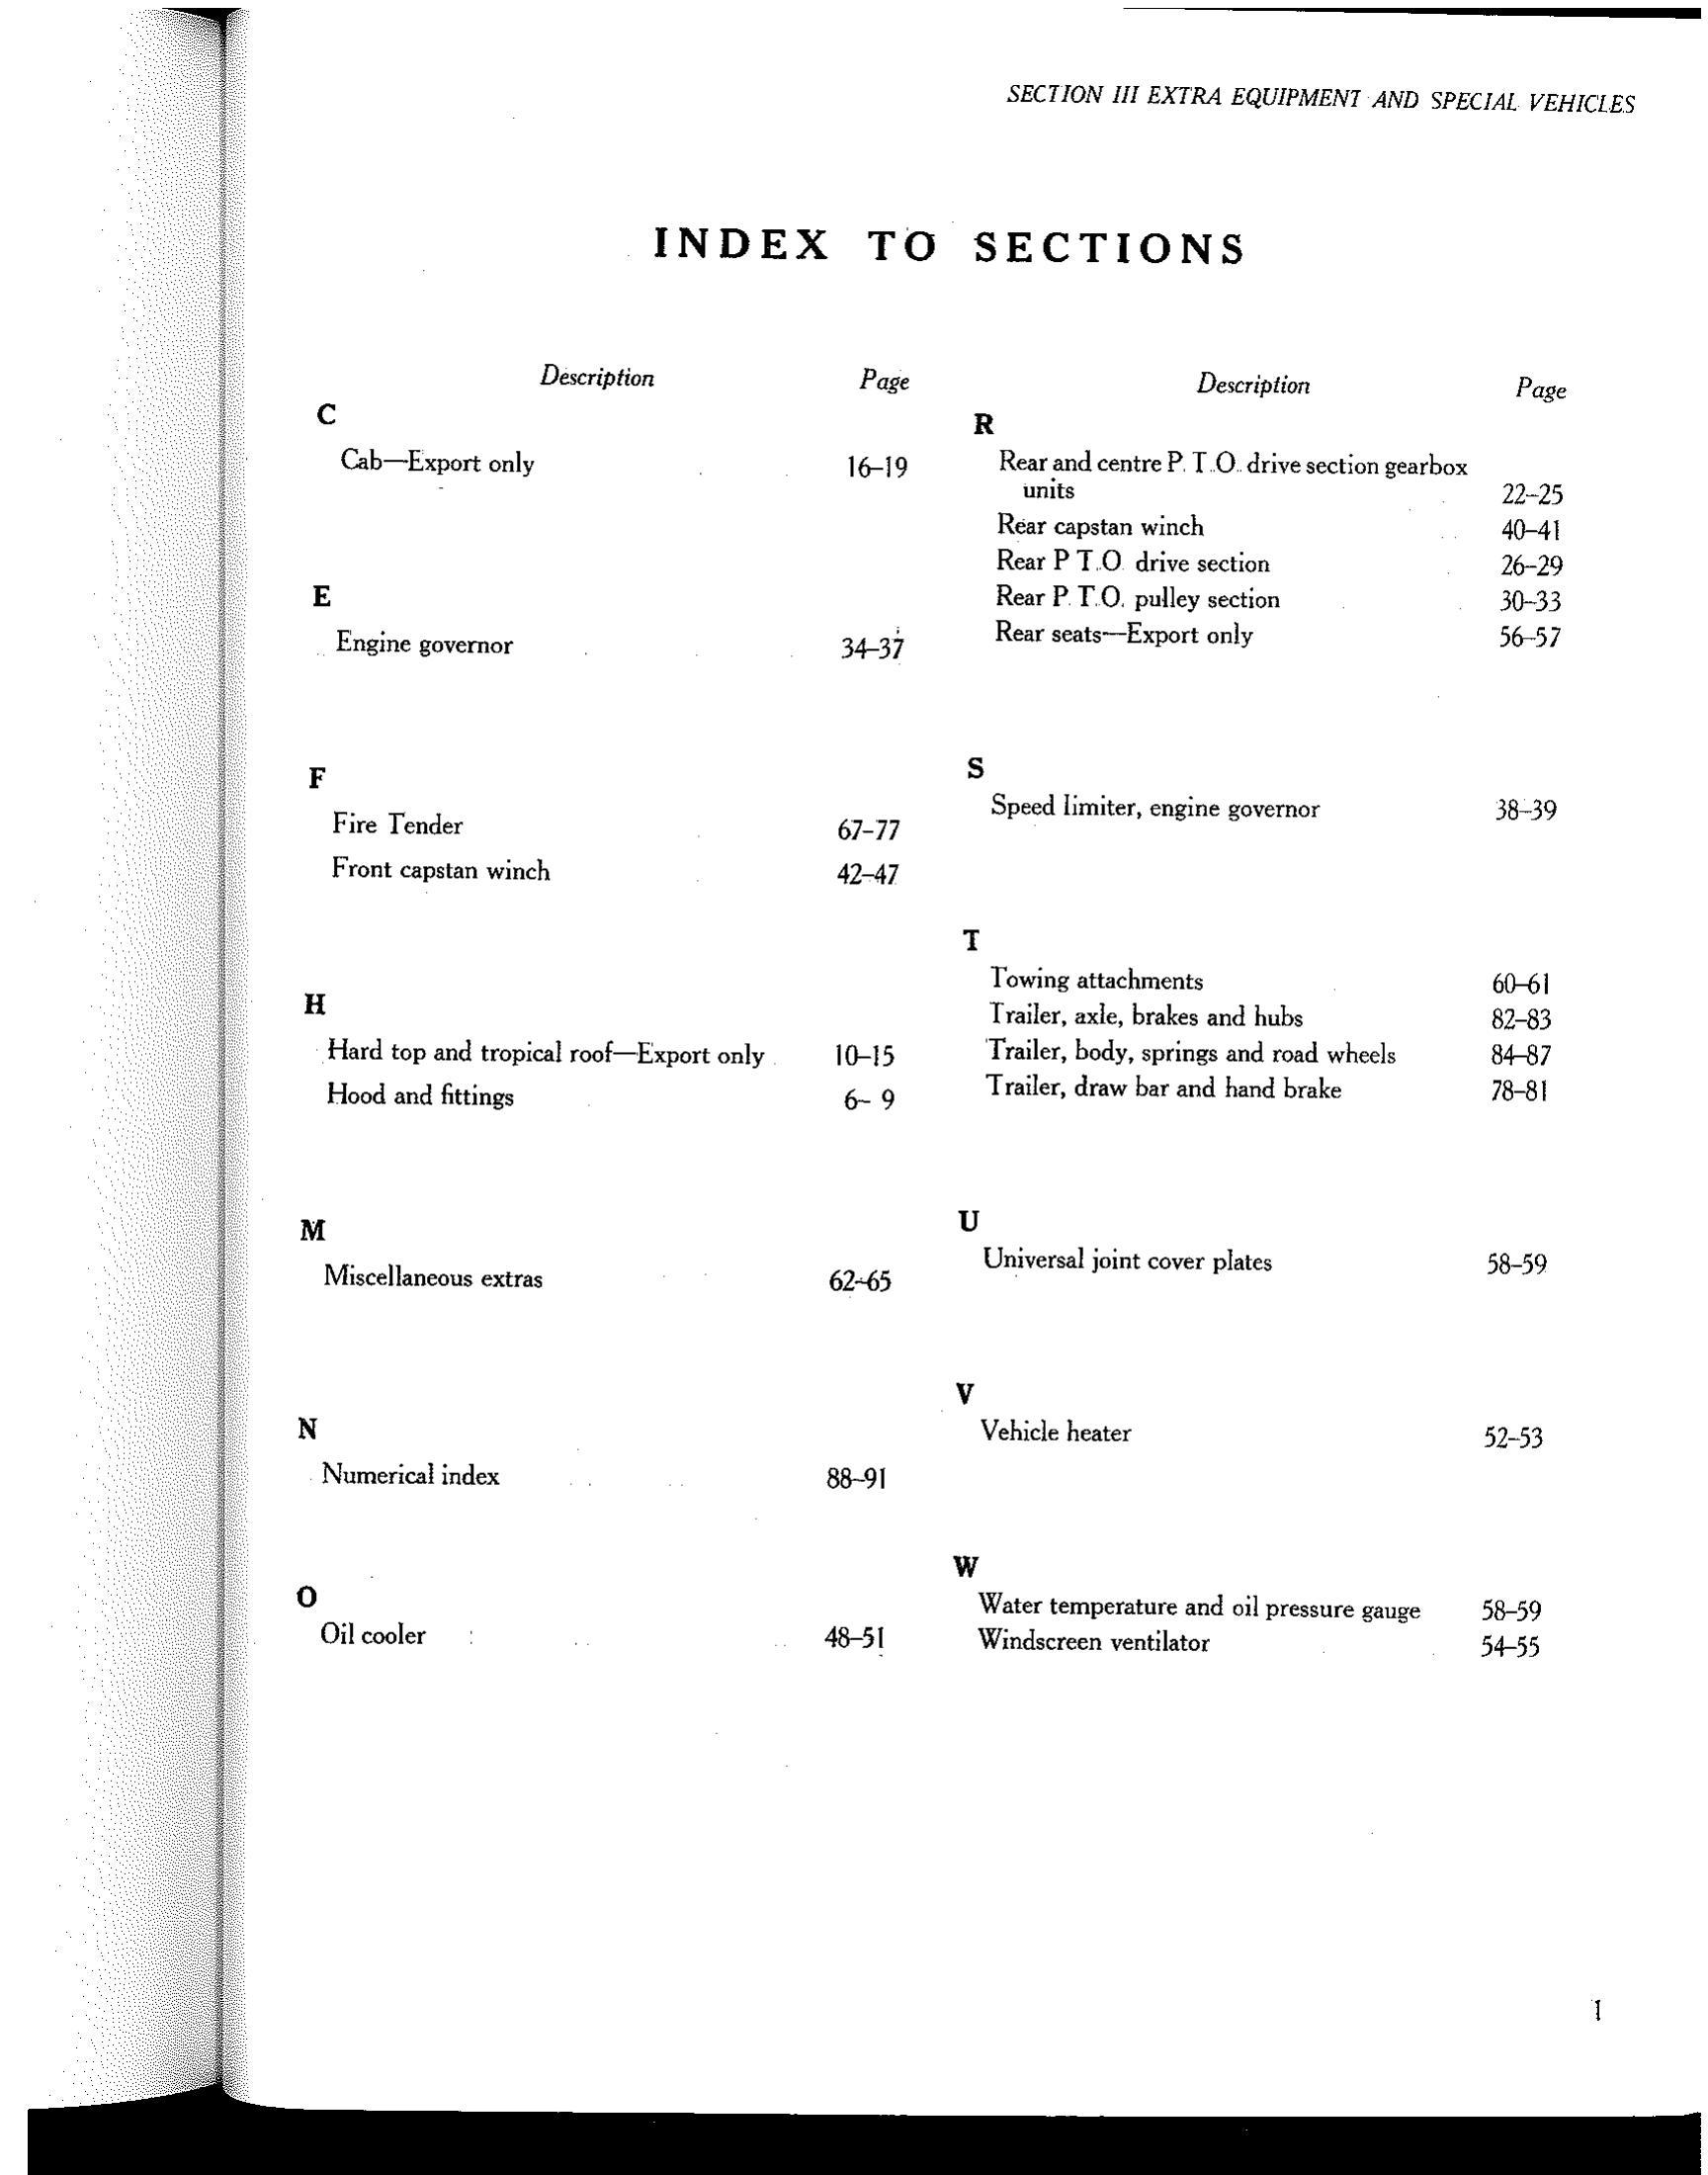 SECTION III EXTRA EQUIPMENT AND SPECIAL VEHICLES
INDEX TO SECTIONS
Description Page
C
Cab—Export only 16–19
E
Engine governor 34–37
F
Fire Tender 67–77
Front capstan winch 42–47
H
Hard top and tropical roof—Export only 10–15
Hood and fittings 6– 9
M
Miscellaneous extras 62–65
N
Numerical index 88–91
O
Oil cooler 48–51
Description Page
R
Rear and centre P.T.O. drive section gearbox
units 22–25
Rear capstan winch 40–41
Rear P T.O. drive section 26–29
Rear P.T.O. pulley section 30–33
Rear seats—Export only 56–57
S
Speed limiter, engine governor 38–39
T
Towing attachments 60–61
Trailer, axle, brakes and hubs 82–83
Trailer, body, springs and road wheels 84–87
Trailer, draw bar and hand brake 78–81
U
Universal joint cover plates 58–59
V
Vehicle heater 52–53
W
Water temperature and oil pressure gauge 58–59
Windscreen ventilator 54–55
1